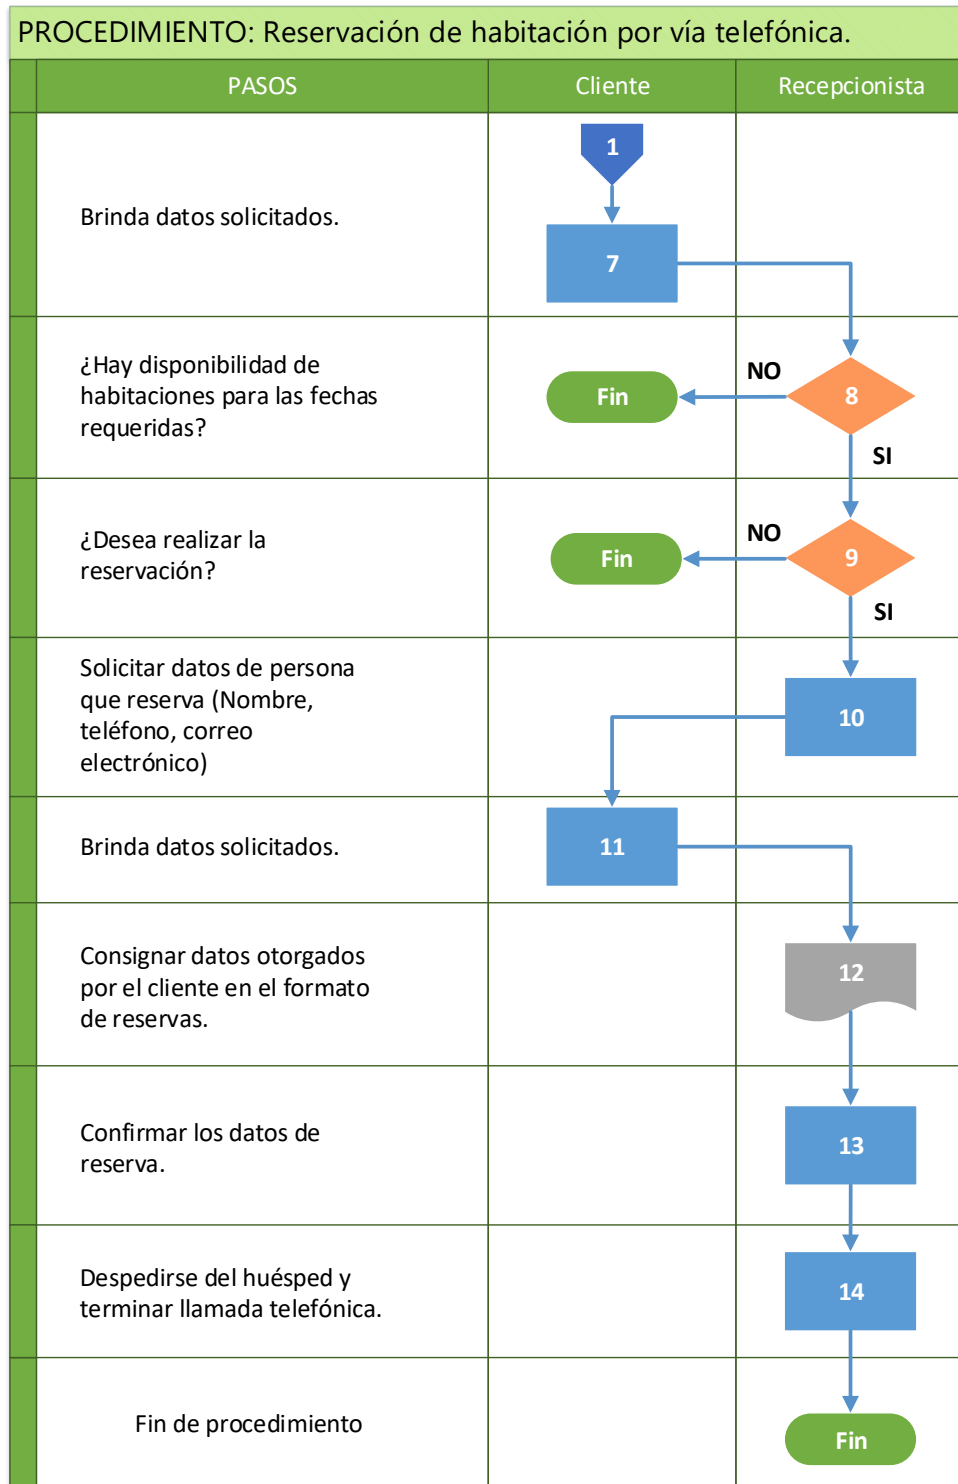 PROCEDIMIENTO: Reservación de habitación por vía telefónica.
PASOS
Cliente
Recepcionista
1
Brinda datos solicitados.
7
¿Hay disponibilidad de
habitaciones para las fechas
requeridas?
Fin
NO
8
SI
¿Desea realizar la
reservación?
Fin
NO
9
SI
Solicitar datos de persona
que reserva (Nombre,
teléfono, correo
electrónico)
10
Brinda datos solicitados.
11
Consignar datos otorgados
por el cliente en el formato
de reservas.
12
Confirmar los datos de
reserva.
13
Despedirse del huésped y
terminar llamada telefónica.
14
Fin de procedimiento
Fin